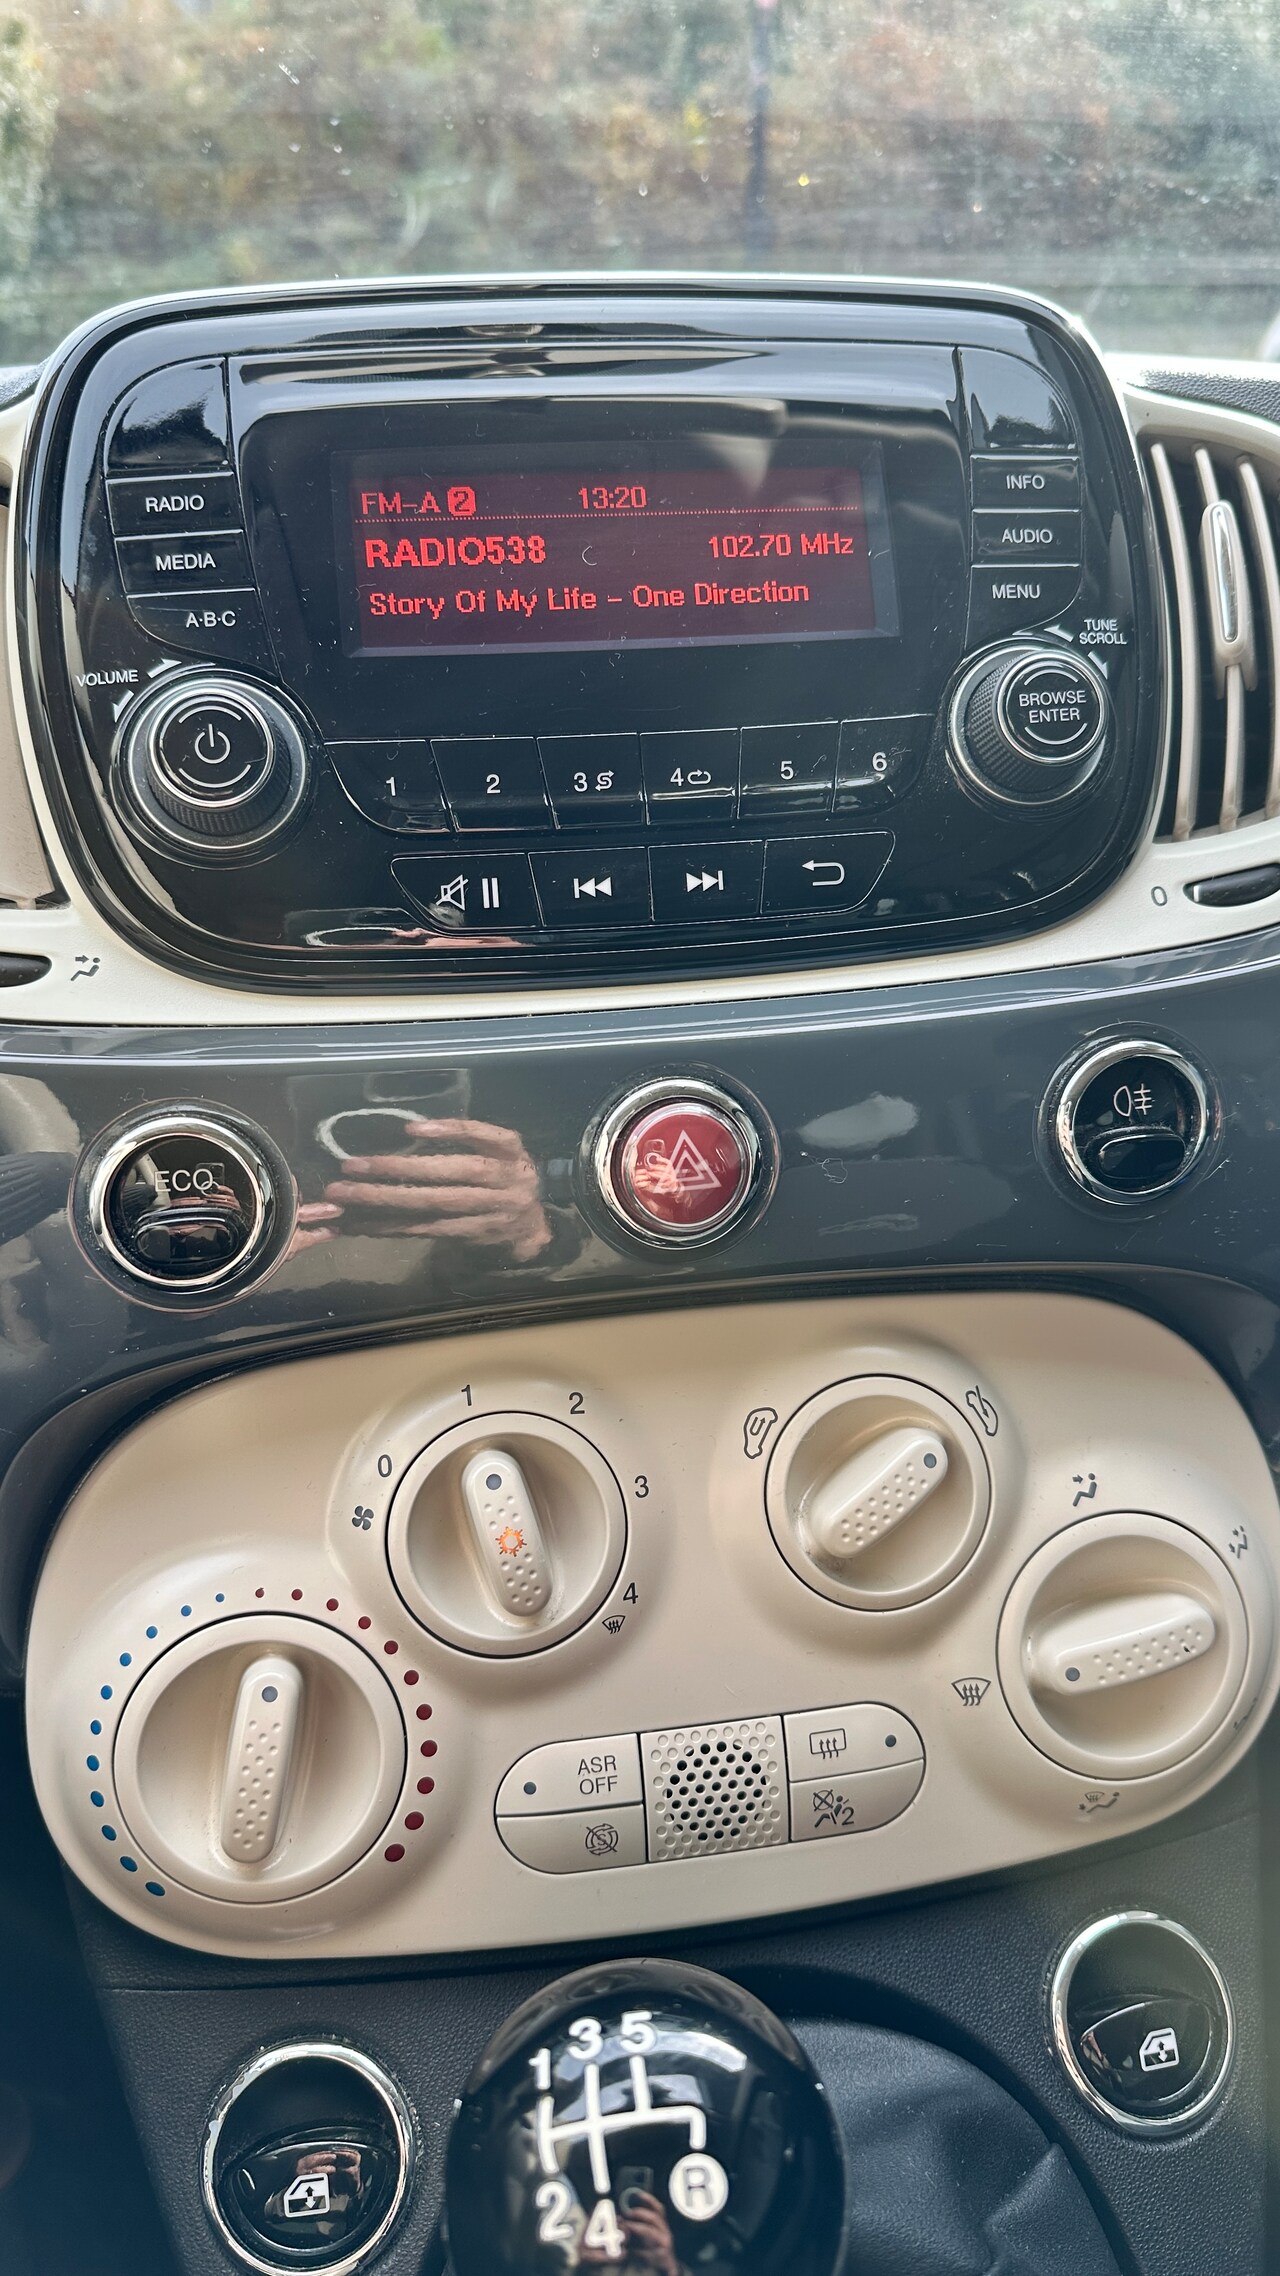 FM-A 2 13:20
RADIO538 102.70 MHz
Story Of My Life - One Direction
RADIO
MEDIA
A·B·C
VOLUME
INFO
AUDIO
MENU
TUNE
SCROLL
BROWSE
ENTER
1 2 3 4 5 6
0
ECO
0 1 2 3 4
ASR
OFF
S
2
1 3 5
2 4 R